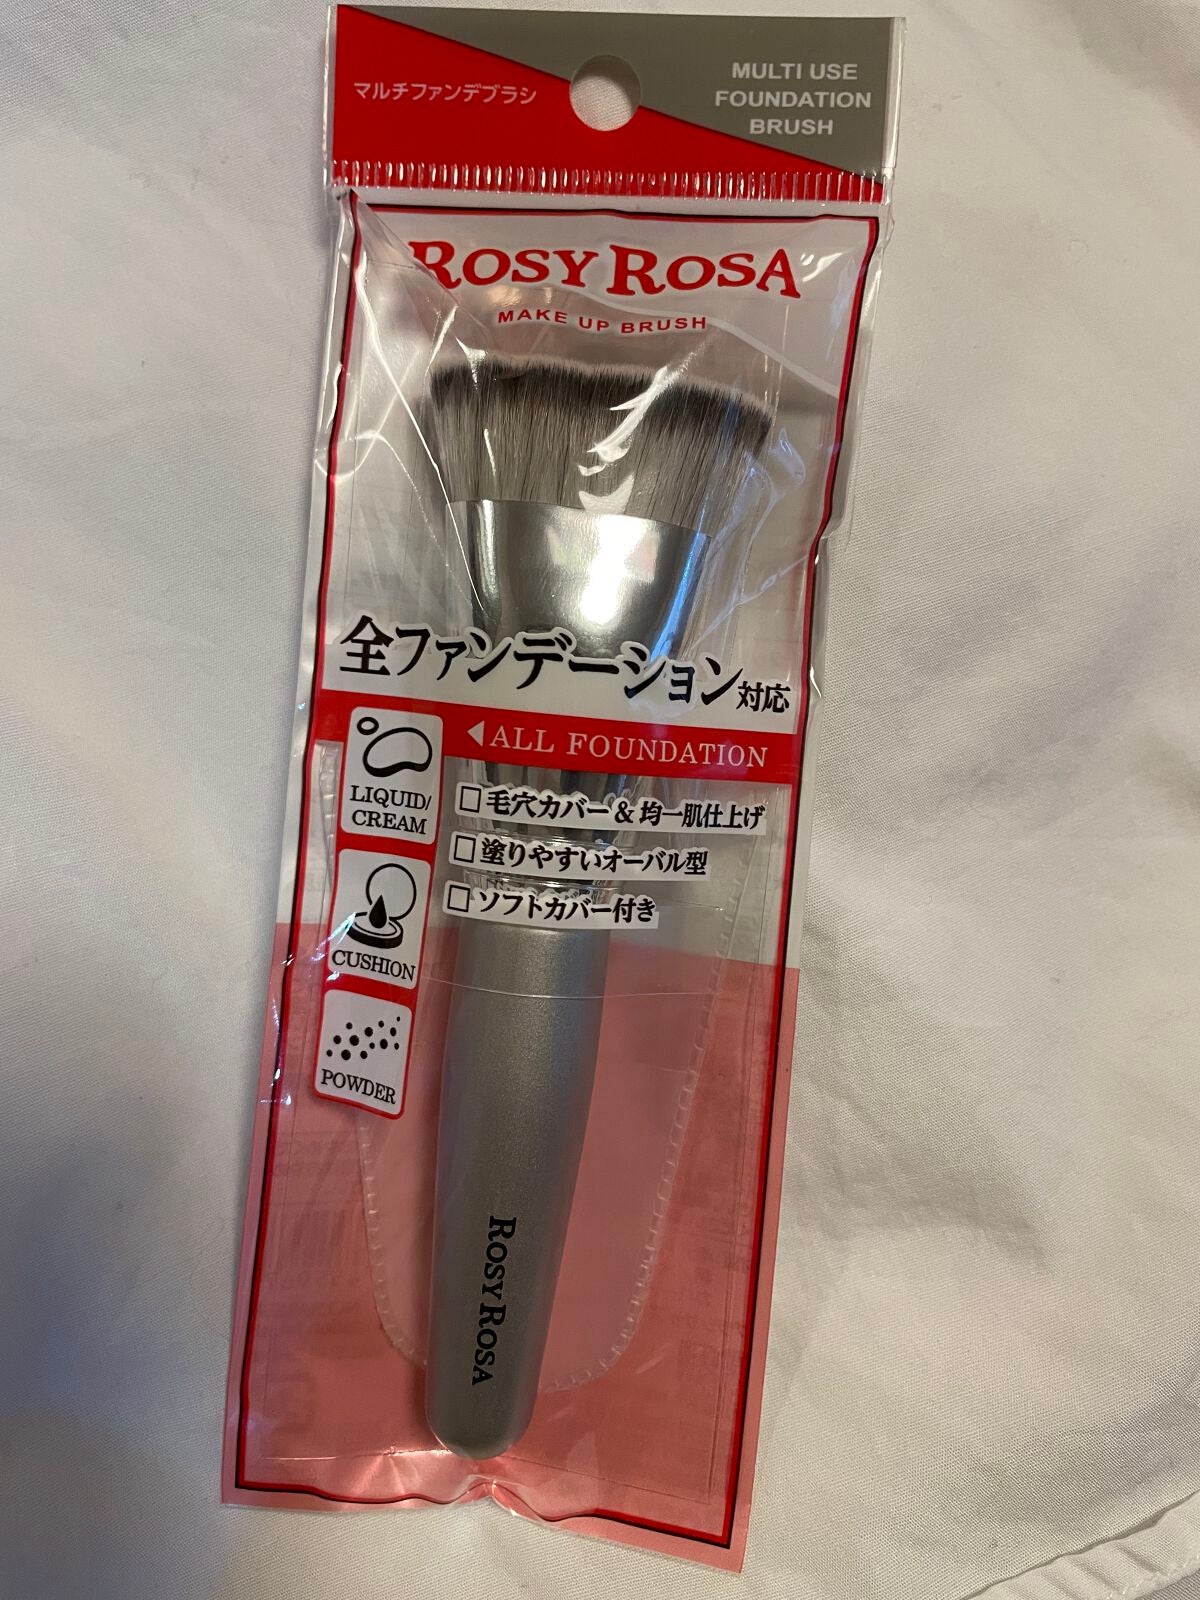 マルチファンデブラシ
MULTI USE
FOUNDATION
BRUSH
ROSY ROSA
MAKE UP BRUSH
全ファンデーション対応
◀ALL FOUNDATION
LIQUID/
CREAM
□毛穴カバー&均一肌仕上げ
□塗りやすいオーバル型
□ソフトカバー付き
CUSHION
POWDER
ROSY ROSA